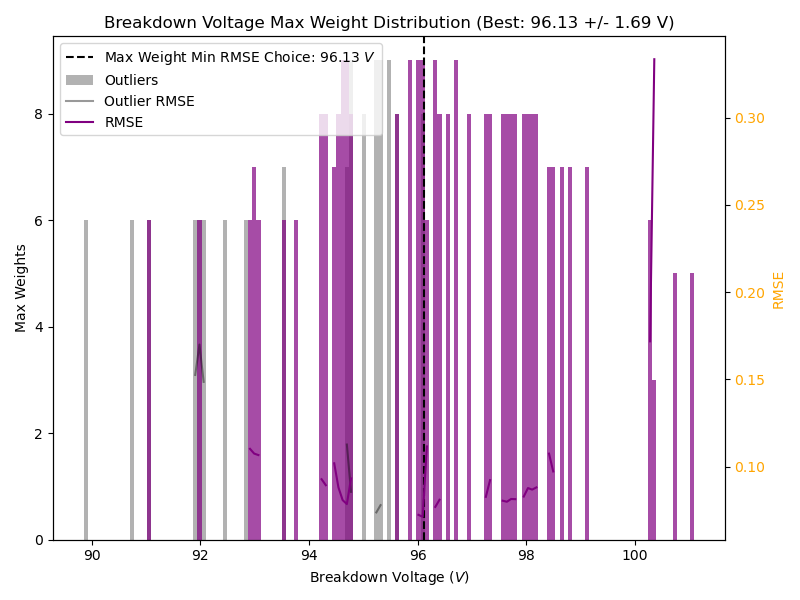 Breakdown Voltage Max Weight Distribution (Best: 96.13 +/- 1.69 V)
Max Weight Min RMSE Choice: 96.13 V
Outliers
Outlier RMSE
RMSE
Max Weights
0
2
4
6
8
0.10
0.15
0.20
0.25
0.30
RMSE
90
92
94
96
98
100
Breakdown Voltage (V)